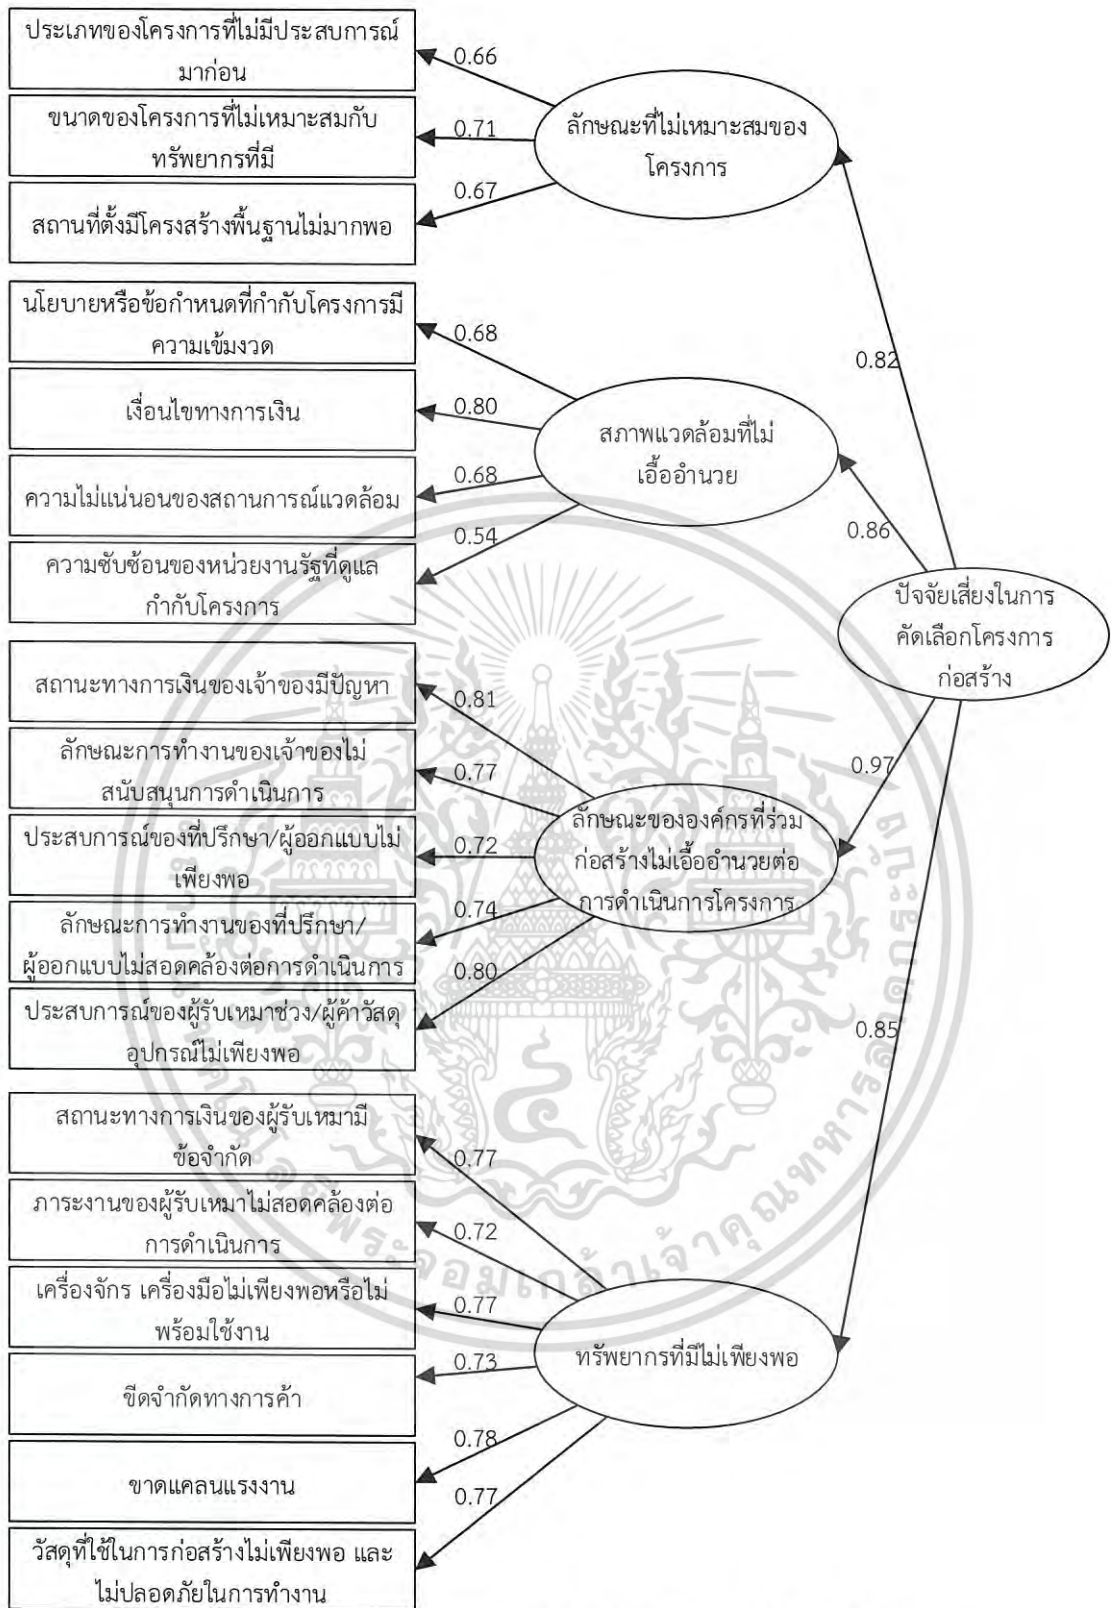 ประเภทของโครงการที่ไม่มีประสบการณ์
มาก่อน
0.66
ขนาดของโครงการที่ไม่เหมาะสมกับ
ทรัพยากรที่มี
0.71
สถานที่ตั้งมีโครงสร้างพื้นฐานไม่มากพอ
0.67
ลักษณะที่ไม่เหมาะสมของ
โครงการ
0.82
นโยบายหรือข้อกำหนดที่กำกับโครงการมี
ความเข้มงวด
0.68
เงื่อนไขทางการเงิน
0.80
ความไม่แน่นอนของสถานการณ์แวดล้อม
0.68
ความซับซ้อนของหน่วยงานรัฐที่ดูแล
กำกับโครงการ
0.54
สภาพแวดล้อมที่ไม่
เอื้ออำนวย
0.86
ปัจจัยเสี่ยงในการ
คัดเลือกโครงการ
ก่อสร้าง
สถานะทางการเงินของเจ้าของมีปัญหา
0.81
ลักษณะการทำงานของเจ้าของไม่
สนับสนุนการดำเนินการ
0.77
ประสบการณ์ของที่ปรึกษา/ผู้ออกแบบไม่
เพียงพอ
0.72
ลักษณะการทำงานของที่ปรึกษา/
ผู้ออกแบบไม่สอดคล้องต่อการดำเนินการ
0.74
ประสบการณ์ของผู้รับเหมาช่วง/ผู้ค้าวัสดุ
อุปกรณ์ไม่เพียงพอ
0.80
ลักษณะขององค์กรที่ร่วม
ก่อสร้างไม่เอื้ออำนวยต่อ
การดำเนินการโครงการ
0.97
สถานะทางการเงินของผู้รับเหมามี
ข้อจำกัด
0.77
ภาระงานของผู้รับเหมาไม่สอดคล้องต่อ
การดำเนินการ
0.72
เครื่องจักร เครื่องมือไม่เพียงพอหรือไม่
พร้อมใช้งาน
0.77
ขีดจำกัดทางการค้า
0.73
ขาดแคลนแรงงาน
0.78
วัสดุที่ใช้ในการก่อสร้างไม่เพียงพอ และ
ไม่ปลอดภัยในการทำงาน
0.77
ทรัพยากรที่มีไม่เพียงพอ
0.85
พระจอมเกล้าเจ้าคุณทหารลาดกระบัง